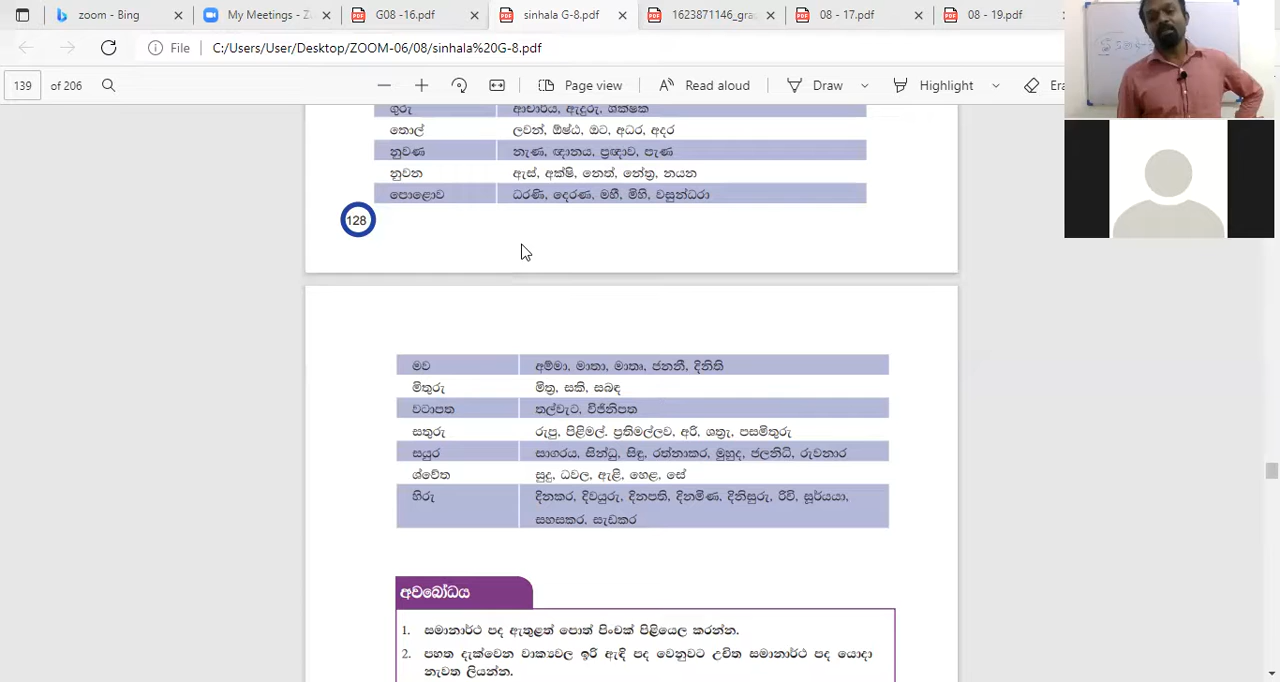 zoom - Bing
My Meetings - Z
G08 -16.pdf
sinhala G-8.pdf
1623871146_gra
08 - 17.pdf
08 - 19.pdf
File C:/Users/User/Desktop/ZOOM-06/08/sinhala%20G-8.pdf
139 of 206 Page view Read aloud Draw Highlight Era
ගුරු ආචාර්ය, ඇදුරු, ශික්ෂක
තොල් ලවන්, ඕෂ්ඨ, ඔට, අධර, අදර
නුවණ නැණ, ඥානය, ප්‍රඥාව, පැණ
නුවන ඇස්, අක්ෂි, නෙත්, නේත්‍ර, නයන
පොළොව ධරණි, දෙරණ, මහී, මිහි, වසුන්ධරා
128
මව අම්මා, මාතා, මාතෘ, ජනනී, දිනිති
මිතුරු මිත්‍ර, සකි, සබඳ
වටාපත තල්වැට, විජිනිපත
සතුරු රුපු, පිළිමල්, ප්‍රතිමල්ලව, අරි, ශත්‍රැ, පසමිතුරු
සයුර සාගරය, සින්ධු, සිඳු, රත්නාකර, මුහුද, ජලනිධි, රුවනාර
ශ්වේත සුදු, ධවල, ඇළි, හෙළ, සේ
හිරු දිනකර, දිවයුරු, දිනපති, දිනමිණ, දිනිසුරු, රිවි, සූර්යයා,
සහසකර, සැඩකර
අවබෝධය
1. සමානාර්ථ පද ඇතුළත් පොත් පිංචක් පිළියෙල කරන්න.
2. පහත දැක්වෙන වාක්‍යවල ඉරි ඇඳි පද වෙනුවට උචිත සමානාර්ථ පද යොදා
නැවත ලියන්න.